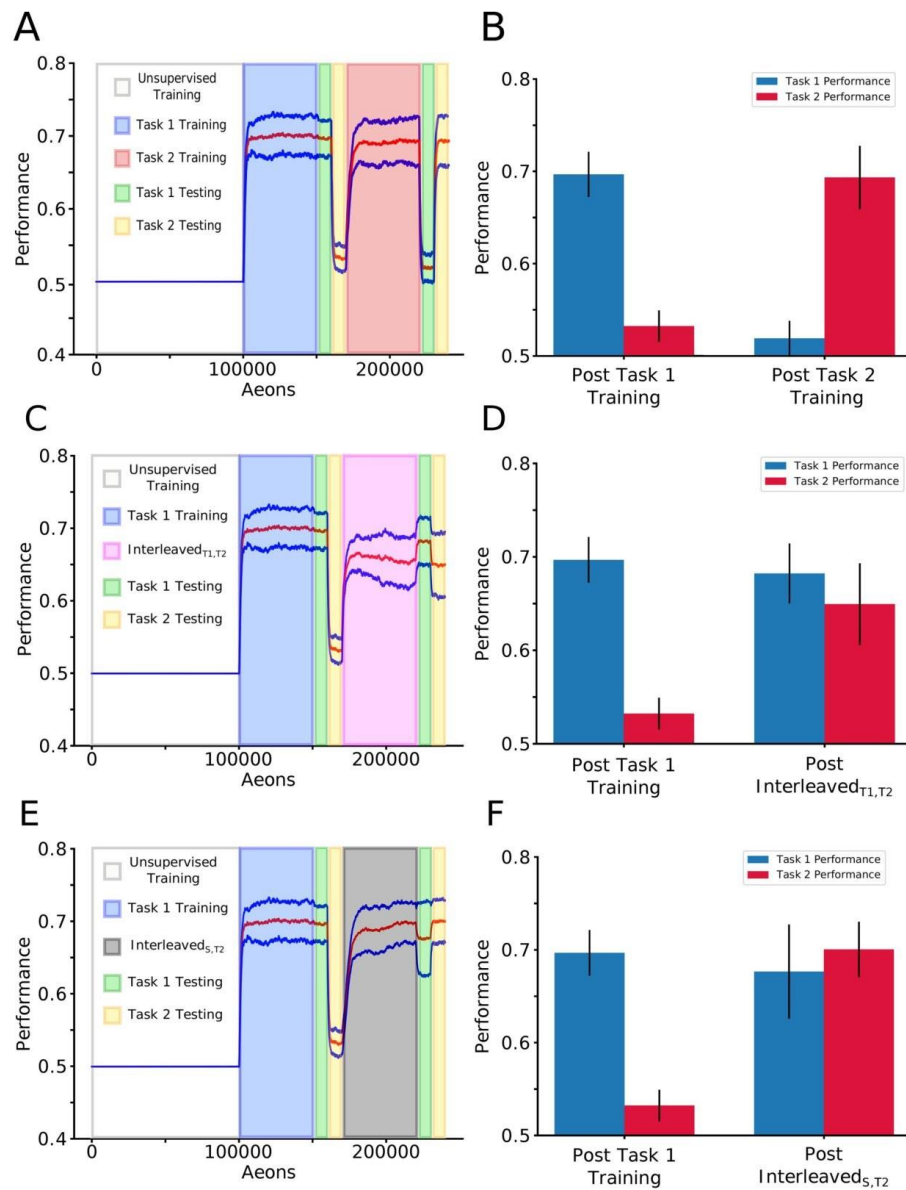 A
Performance
0.8
0.7
0.6
0.5
0.4
Unsupervised
Training
Task 1 Training
Task 2 Training
Task 1 Testing
Task 2 Testing
0
100000
200000
Aeons
B
Performance
0.8
0.7
0.6
0.5
Task 1 Performance
Task 2 Performance
Post Task 1
Training
Post Task 2
Training
C
Performance
0.8
0.7
0.6
0.5
0.4
Unsupervised
Training
Task 1 Training
Interleaved T1,T2
Task 1 Testing
Task 2 Testing
0
100000
200000
Aeons
D
Performance
0.8
0.7
0.6
0.5
Task 1 Performance
Task 2 Performance
Post Task 1
Training
Post
Interleaved T1,T2
E
Performance
0.8
0.7
0.6
0.5
0.4
Unsupervised
Training
Task 1 Training
Interleaved S,T2
Task 1 Testing
Task 2 Testing
0
100000
200000
Aeons
F
Performance
0.8
0.7
0.6
0.5
Task 1 Performance
Task 2 Performance
Post Task 1
Training
Post
Interleaved S,T2